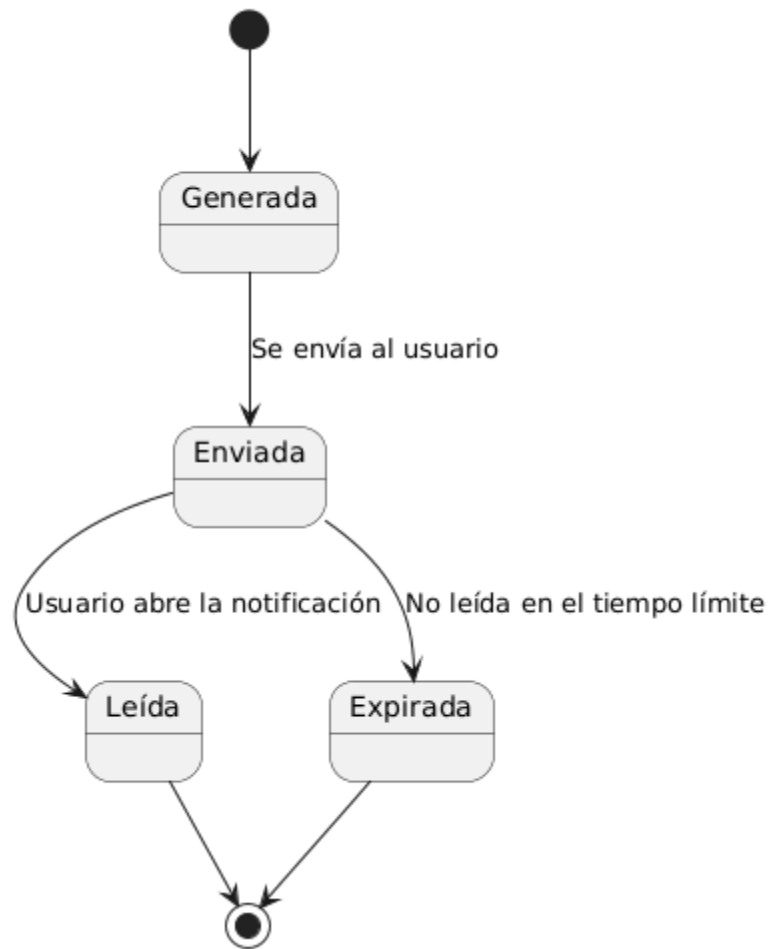 Generada
Se envía al usuario
Enviada
Usuario abre la notificación
No leída en el tiempo límite
Leída
Expirada